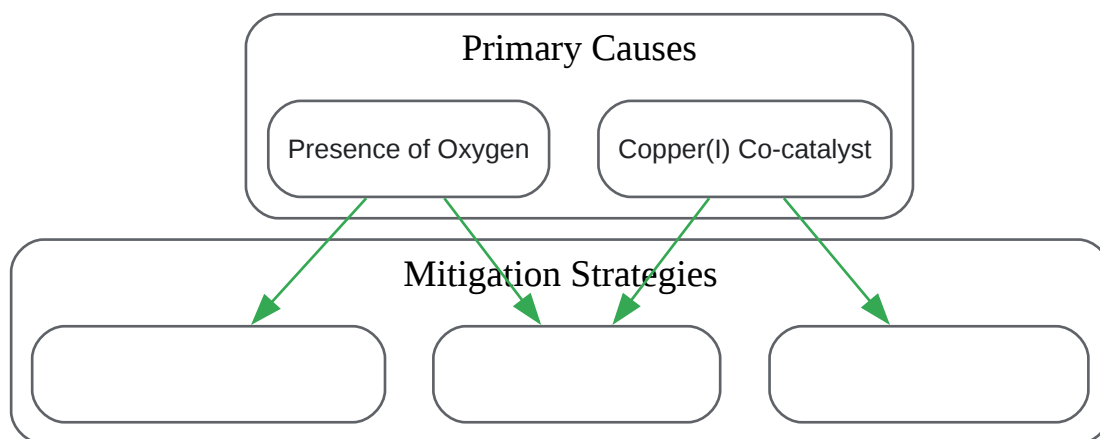 Primary Causes
Presence of Oxygen
Copper(I) Co-catalyst
Mitigation Strategies